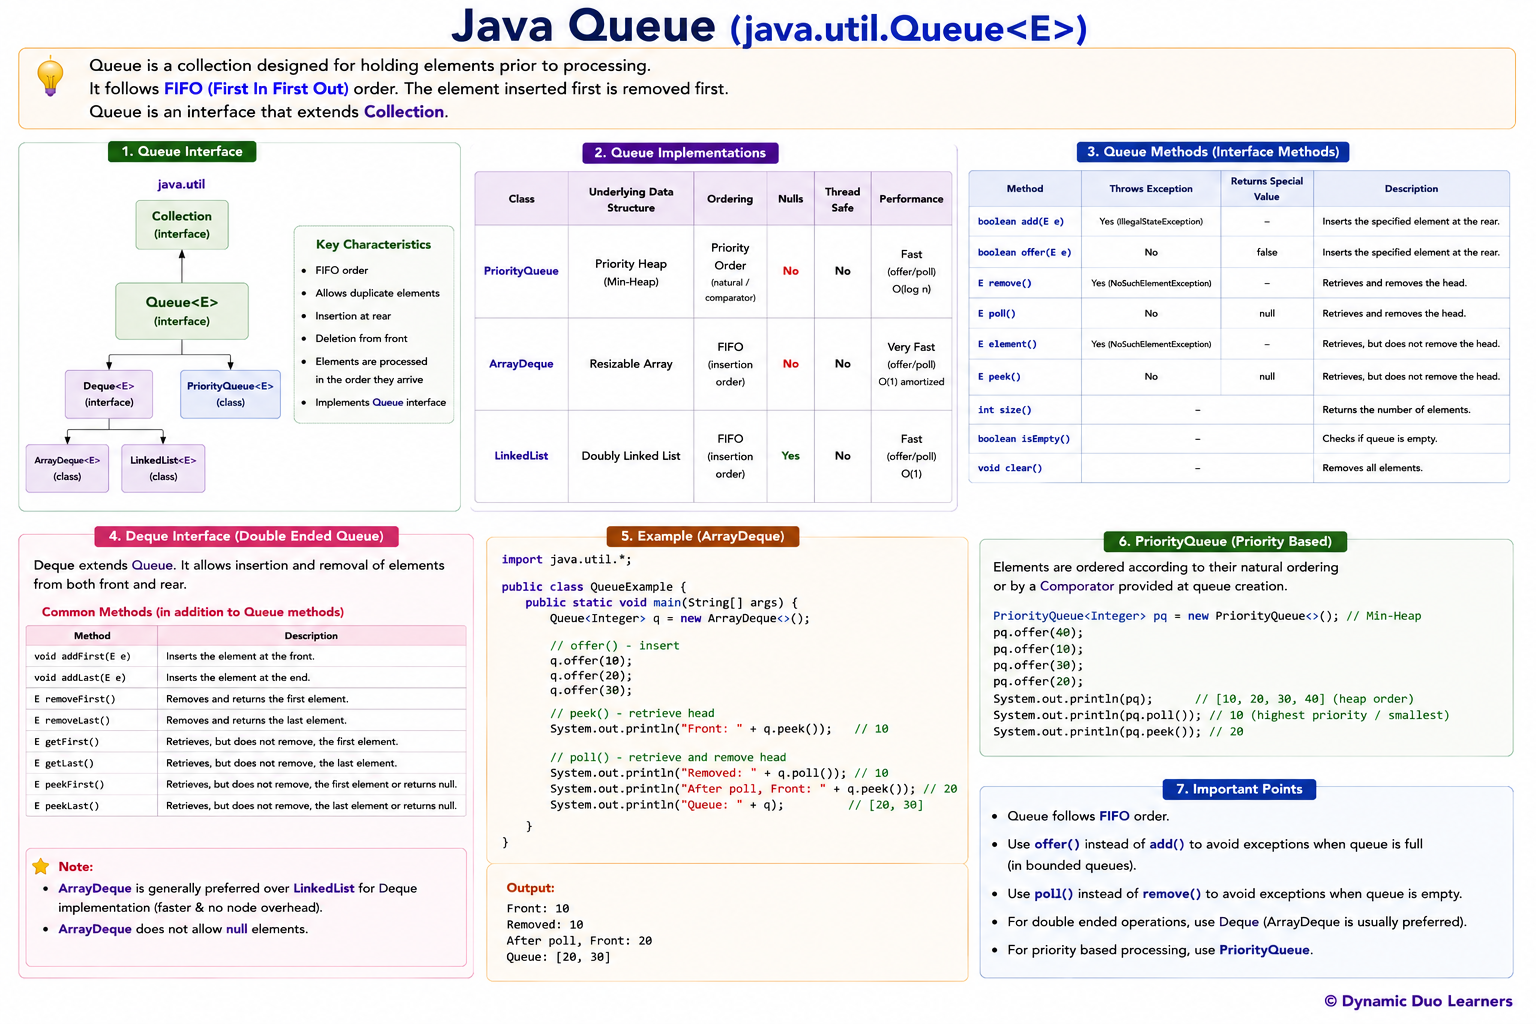 Java Queue (java.util.Queue<E>)
Queue is a collection designed for holding elements prior to processing.
It follows FIFO (First In First Out) order. The element inserted first is removed first.
Queue is an interface that extends Collection.
1. Queue Interface
java.util
Collection
(interface)
Queue<E>
(interface)
Deque<E>
(interface)
PriorityQueue<E>
(class)
ArrayDeque<E>
(class)
LinkedList<E>
(class)
Key Characteristics
• FIFO order
• Allows duplicate elements
• Insertion at rear
• Deletion from front
• Elements are processed
in the order they arrive
• Implements Queue interface
2. Queue Implementations
Class Underlying Data Structure Ordering Nulls Thread Safe Performance
PriorityQueue Priority Heap (Min-Heap) Priority Order (natural / comparator) No No Fast (offer/poll) O(log n)
ArrayDeque Resizable Array FIFO (insertion order) No No Very Fast (offer/poll) O(1) amortized
LinkedList Doubly Linked List FIFO (insertion order) Yes No Fast (offer/poll) O(1)
3. Queue Methods (Interface Methods)
Method Throws Exception Returns Special Value Description
boolean add(E e) Yes (IllegalStateException) – Inserts the specified element at the rear.
boolean offer(E e) No false Inserts the specified element at the rear.
E remove() Yes (NoSuchElementException) – Retrieves and removes the head.
E poll() No null Retrieves and removes the head.
E element() Yes (NoSuchElementException) – Retrieves, but does not remove the head.
E peek() No null Retrieves, but does not remove the head.
int size() – Returns the number of elements.
boolean isEmpty() – Checks if queue is empty.
void clear() – Removes all elements.
4. Deque Interface (Double Ended Queue)
Deque extends Queue. It allows insertion and removal of elements
from both front and rear.
Common Methods (in addition to Queue methods)
Method Description
void addFirst(E e) Inserts the element at the front.
void addLast(E e) Inserts the element at the end.
E removeFirst() Removes and returns the first element.
E removeLast() Removes and returns the last element.
E getFirst() Retrieves, but does not remove, the first element.
E getLast() Retrieves, but does not remove, the last element.
E peekFirst() Retrieves, but does not remove, the first element or returns null.
E peekLast() Retrieves, but does not remove, the last element or returns null.
Note:
• ArrayDeque is generally preferred over LinkedList for Deque
implementation (faster & no node overhead).
• ArrayDeque does not allow null elements.
5. Example (ArrayDeque)
import java.util.*;
public class QueueExample {
public static void main(String[] args) {
Queue<Integer> q = new ArrayDeque<>();
// offer() - insert
q.offer(10);
q.offer(20);
q.offer(30);
// peek() - retrieve head
System.out.println("Front: " + q.peek()); // 10
// poll() - retrieve and remove head
System.out.println("Removed: " + q.poll()); // 10
System.out.println("After poll, Front: " + q.peek()); // 20
System.out.println("Queue: " + q); // [20, 30]
}
}
Output:
Front: 10
Removed: 10
After poll, Front: 20
Queue: [20, 30]
6. PriorityQueue (Priority Based)
Elements are ordered according to their natural ordering
or by a Comporator provided at queue creation.
PriorityQueue<Integer> pq = new PriorityQueue<>(); // Min-Heap
pq.offer(40);
pq.offer(10);
pq.offer(30);
pq.offer(20);
System.out.println(pq); // [10, 20, 30, 40] (heap order)
System.out.println(pq.poll()); // 10 (highest priority / smallest)
System.out.println(pq.peek()); // 20
7. Important Points
• Queue follows FIFO order.
• Use offer() instead of add() to avoid exceptions when queue is full
(in bounded queues).
• Use poll() instead of remove() to avoid exceptions when queue is empty.
• For double ended operations, use Deque (ArrayDeque is usually preferred).
• For priority based processing, use PriorityQueue.
© Dynamic Duo Learners